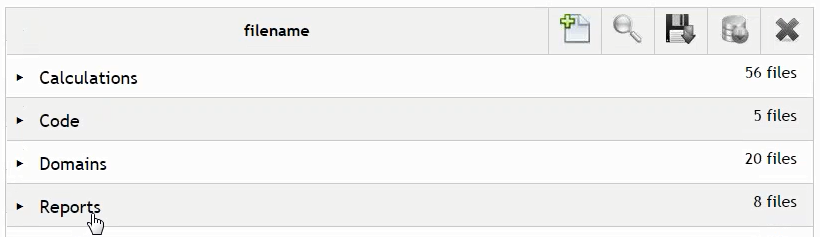 filename
Calculations 56 files
Code 5 files
Domains 20 files
Reports 8 files